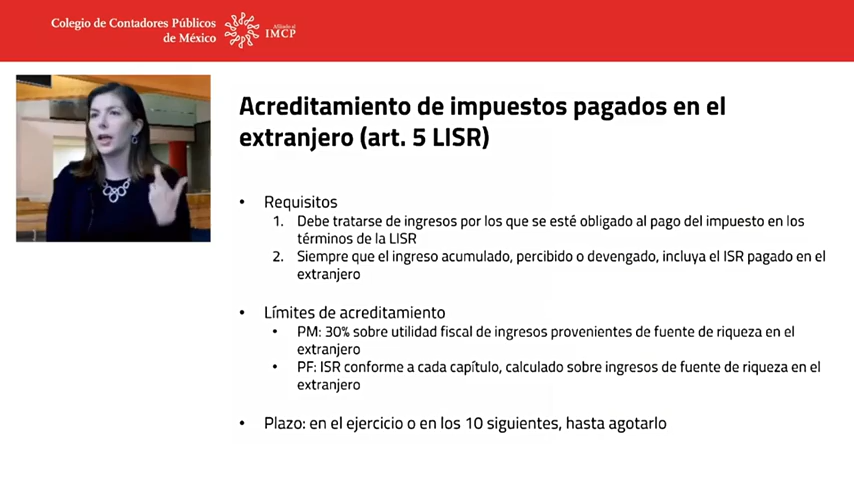 Colegio de Contadores Públicos
de México
Afiliado al
IMCP
Acreditamiento de impuestos pagados en el
extranjero (art. 5 LISR)
• Requisitos
1. Debe tratarse de ingresos por los que se esté obligado al pago del impuesto en los
términos de la LISR
2. Siempre que el ingreso acumulado, percibido o devengado, incluya el ISR pagado en el
extranjero
• Límites de acreditamiento
• PM: 30% sobre utilidad fiscal de ingresos provenientes de fuente de riqueza en el
extranjero
• PF: ISR conforme a cada capítulo, calculado sobre ingresos de fuente de riqueza en el
extranjero
• Plazo: en el ejercicio o en los 10 siguientes, hasta agotarlo